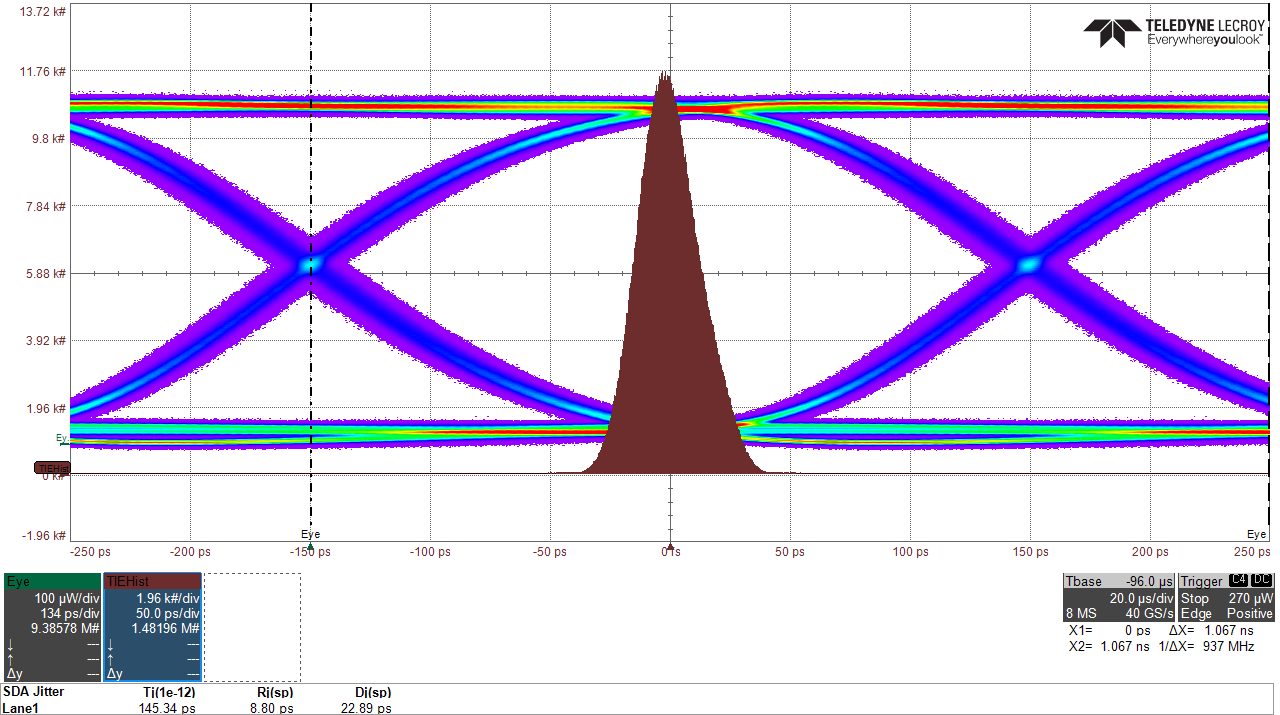 13.72 k#
TELEDYNE LECROY
Everywhereyoulook™
11.76 k#
9.8 k#
7.84 k#
5.88 k#
3.92 k#
1.96 k#
Ey
TIEHist
0 k#
-1.96 k#
Eye
Eye
-250 ps -200 ps -150 ps -100 ps -50 ps 0 s 50 ps 100 ps 150 ps 200 ps 250 ps
Eye
100 µW/div
134 ps/div
9.38578 M#
↓ ---
↑ ---
Δy ---
TIEHist
1.96 k#/div
50.0 ps/div
1.48196 M#
↓ ---
↑ ---
Δy ---
Tbase -96.0 µs
20.0 µs/div
8 MS 40 GS/s
Trigger C4 DC
Stop 270 µW
Edge Positive
X1= 0 ps ΔX= 1.067 ns
X2= 1.067 ns 1/ΔX= 937 MHz
SDA Jitter Tj(1e-12) Rj(sp) Dj(sp)
Lane1 145.34 ps 8.80 ps 22.89 ps